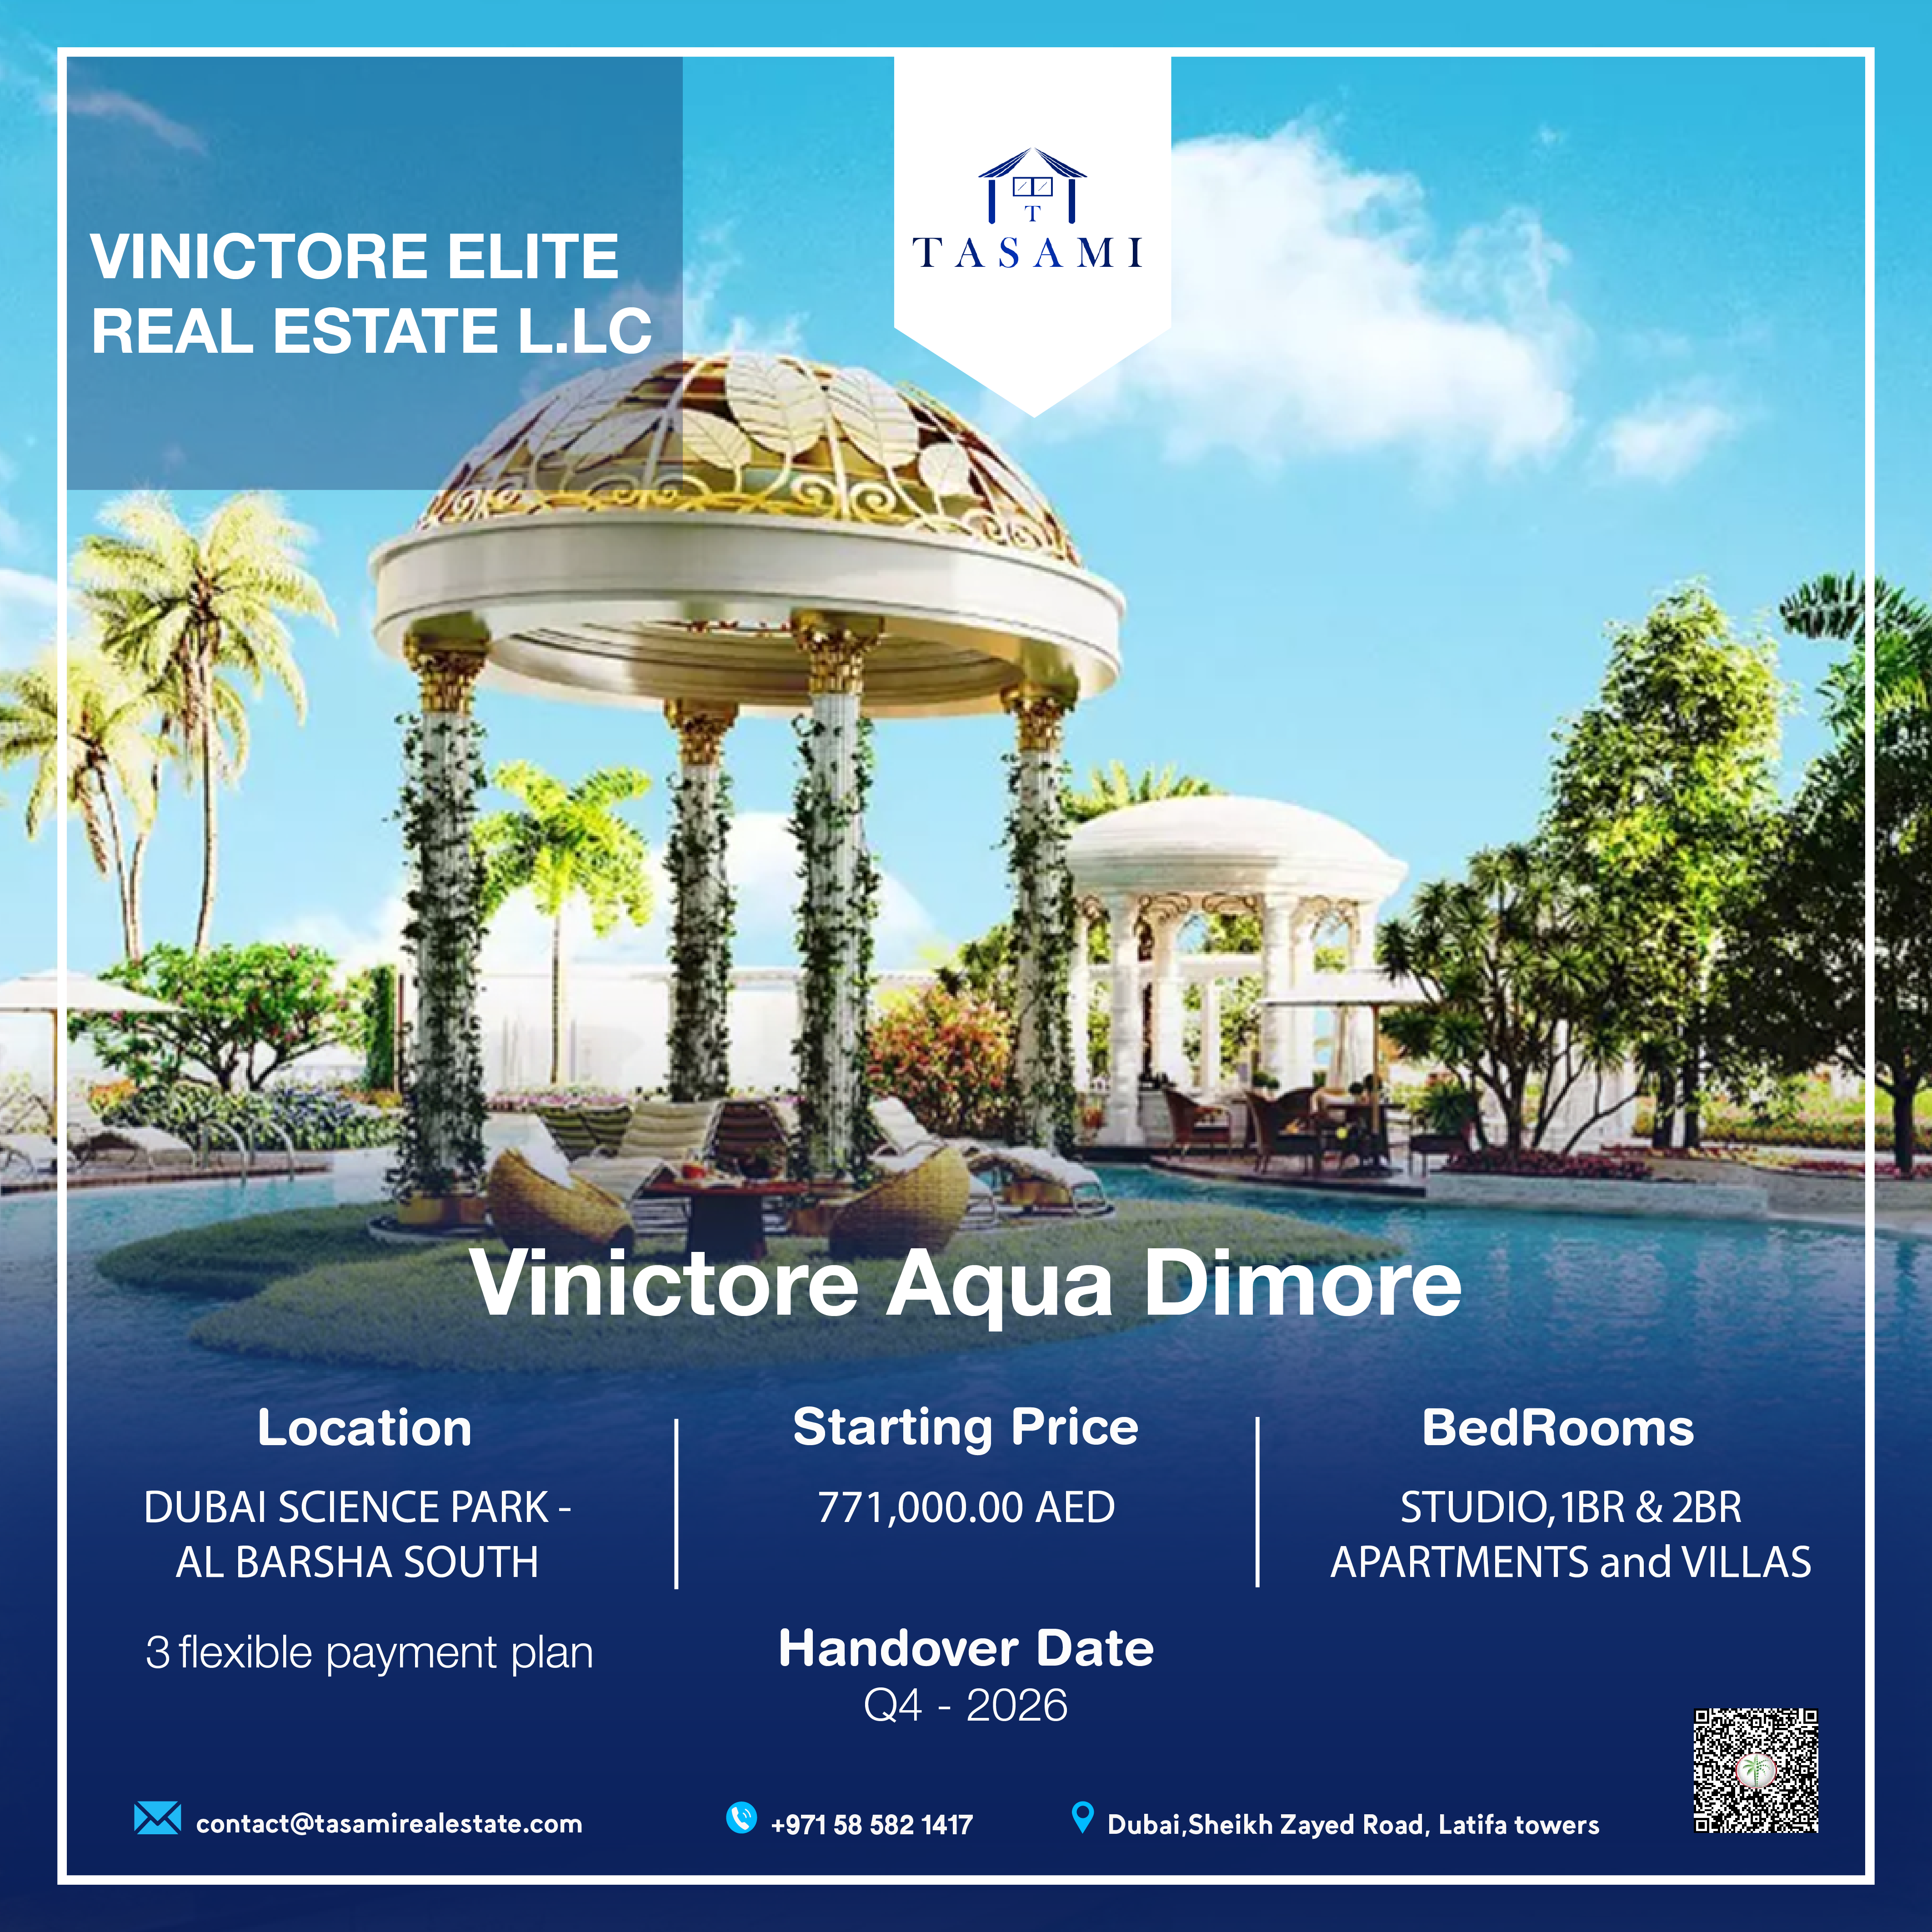 VINICTORE ELITE
REAL ESTATE L.LC
T
TASAMI
Vinictore Aqua Dimore
Location
DUBAI SCIENCE PARK -
AL BARSHA SOUTH
Starting Price
771,000.00 AED
BedRooms
STUDIO,1BR & 2BR
APARTMENTS and VILLAS
3 flexible payment plan
Handover Date
Q4 - 2026
contact@tasamirealestate.com
+971 58 582 1417
Dubai,Sheikh Zayed Road, Latifa towers